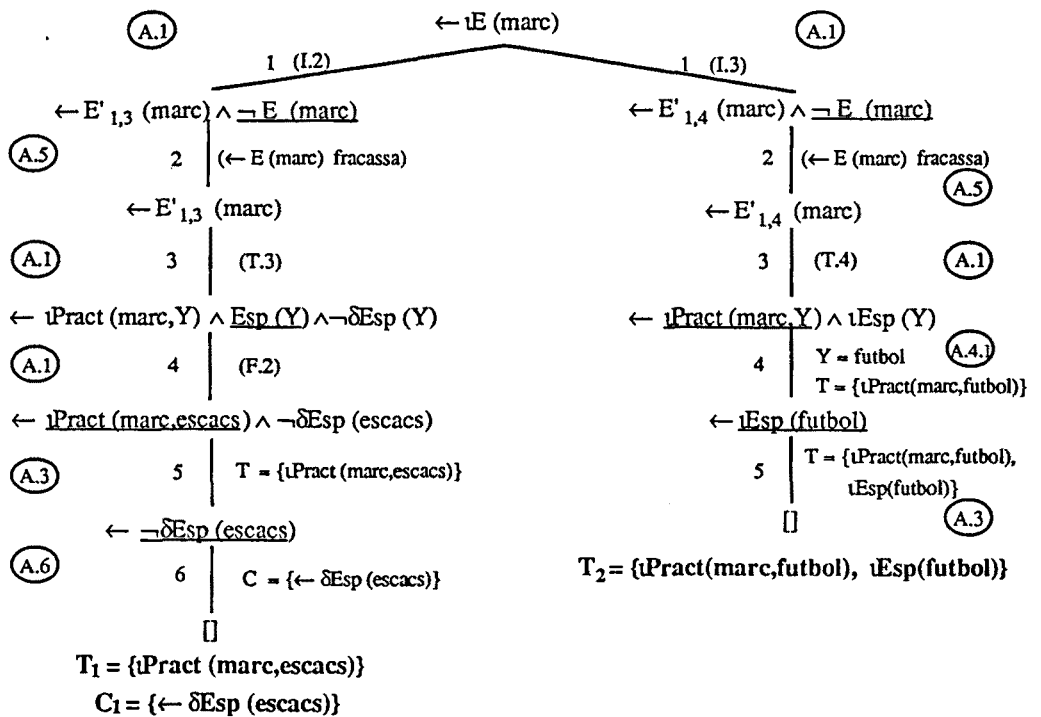 A.1 ← ιE (marc) A.1
1 (I.2) 1 (I.3)
← E'1,3 (marc) ∧ ¬ E (marc) ← E'1,4 (marc) ∧ ¬ E (marc)
A.5 2 (← E (marc) fracassa) 2 (← E (marc) fracassa)
A.5
← E'1,3 (marc) ← E'1,4 (marc)
A.1 3 (T.3) 3 (T.4) A.1
← ιPract (marc,Y) ∧ Esp (Y) ∧¬δEsp (Y) ← ιPract (marc,Y) ∧ ιEsp (Y)
A.1 4 (F.2) 4 Y = futbol A.4.1
T = {ιPract(marc,futbol)}
← ιPract (marc,escacs) ∧ ¬δEsp (escacs) ← ιEsp (futbol)
A.3 5 T = {ιPract (marc,escacs)} 5 T = {ιPract(marc,futbol),
ιEsp(futbol)}
← ¬δEsp (escacs) [] A.3
A.6 6 C = {← δEsp (escacs)} T2 = {ιPract(marc,futbol), ιEsp(futbol)}
[]
T1 = {ιPract (marc,escacs)}
C1 = {← δEsp (escacs)}